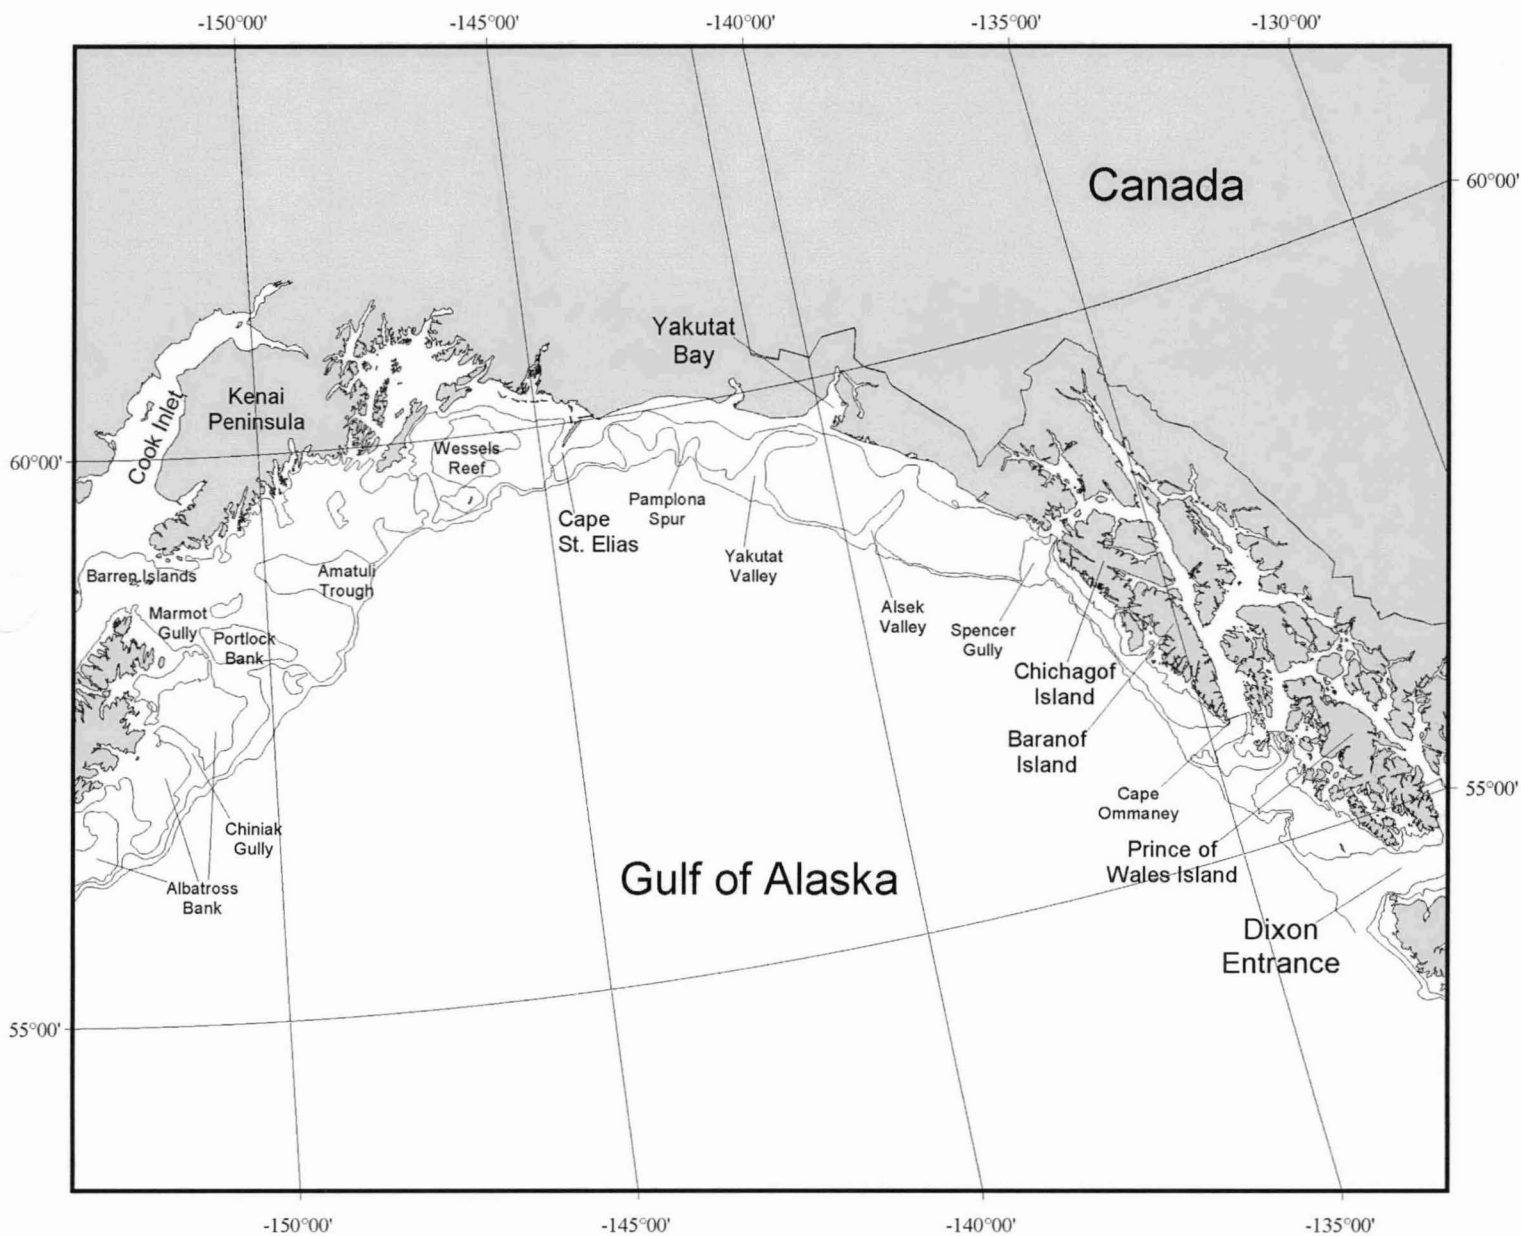 -150°00'
-145°00'
-140°00'
-135°00'
-130°00'
Canada
60°00'
Yakutat
Bay
Kenai
Peninsula
Cook Inlet
60°00'
Wessels
Reef
Pamplona
Spur
Cape
St. Elias
Yakutat
Valley
Barren Islands
Amatuli
Trough
Marmot
Gully
Portlock
Bank
Alsek
Valley
Spencer
Gully
Chichagof
Island
Baranof
Island
Cape
Ommaney
55°00'
Chiniak
Gully
Prince of
Wales Island
Albatross
Bank
Gulf of Alaska
Dixon
Entrance
55°00'
-150°00'
-145°00'
-140°00'
-135°00'